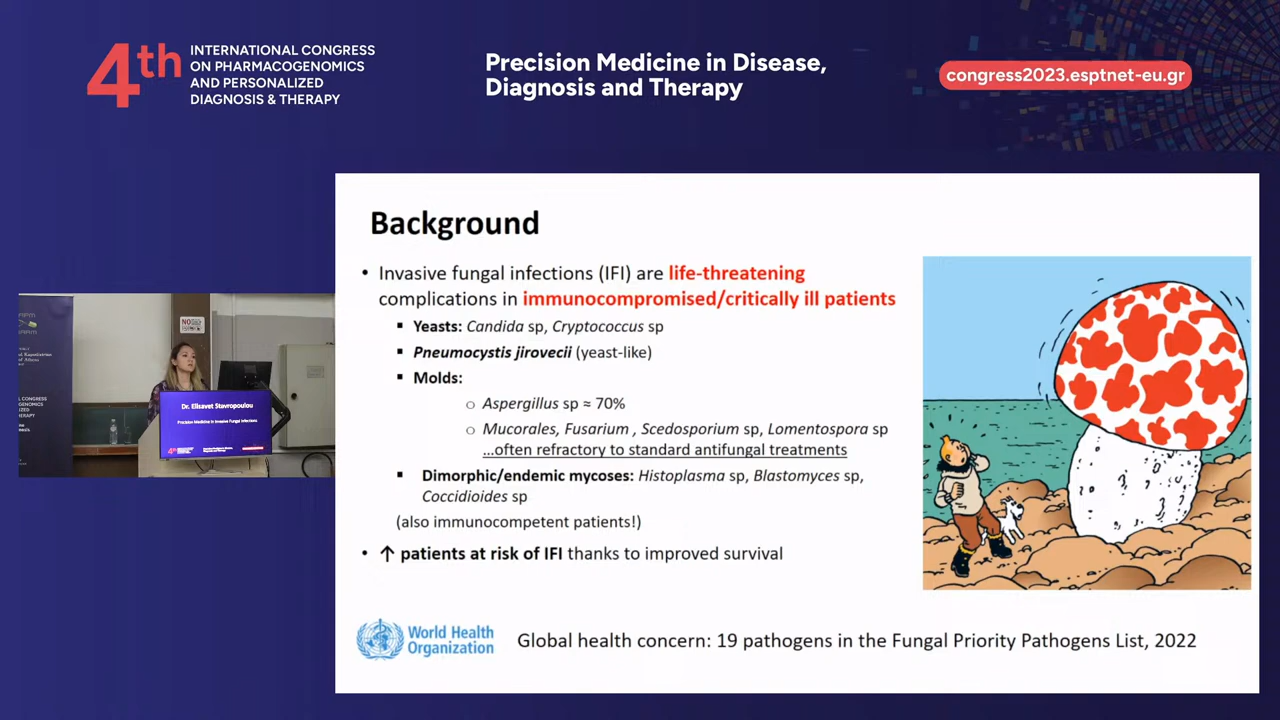 4th
INTERNATIONAL CONGRESS
ON PHARMACOGENOMICS
AND PERSONALIZED
DIAGNOSIS & THERAPY
Precision Medicine in Disease,
Diagnosis and Therapy
congress2023.esptnet-eu.gr
Background
• Invasive fungal infections (IFI) are life-threatening
complications in immunocompromised/critically ill patients
▪ Yeasts: Candida sp, Cryptococcus sp
▪ Pneumocystis jirovecii (yeast-like)
▪ Molds:
○ Aspergillus sp ≈ 70%
○ Mucorales, Fusarium , Scedosporium sp, Lomentospora sp
...often refractory to standard antifungal treatments
▪ Dimorphic/endemic mycoses: Histoplasma sp, Blastomyces sp,
Coccidioides sp
(also immunocompetent patients!)
• ↑ patients at risk of IFI thanks to improved survival
World Health
Organization
Global health concern: 19 pathogens in the Fungal Priority Pathogens List, 2022
NO
Dr. Elisavet Stavropoulou
Precision Medicine in Invasive Fungal Infections